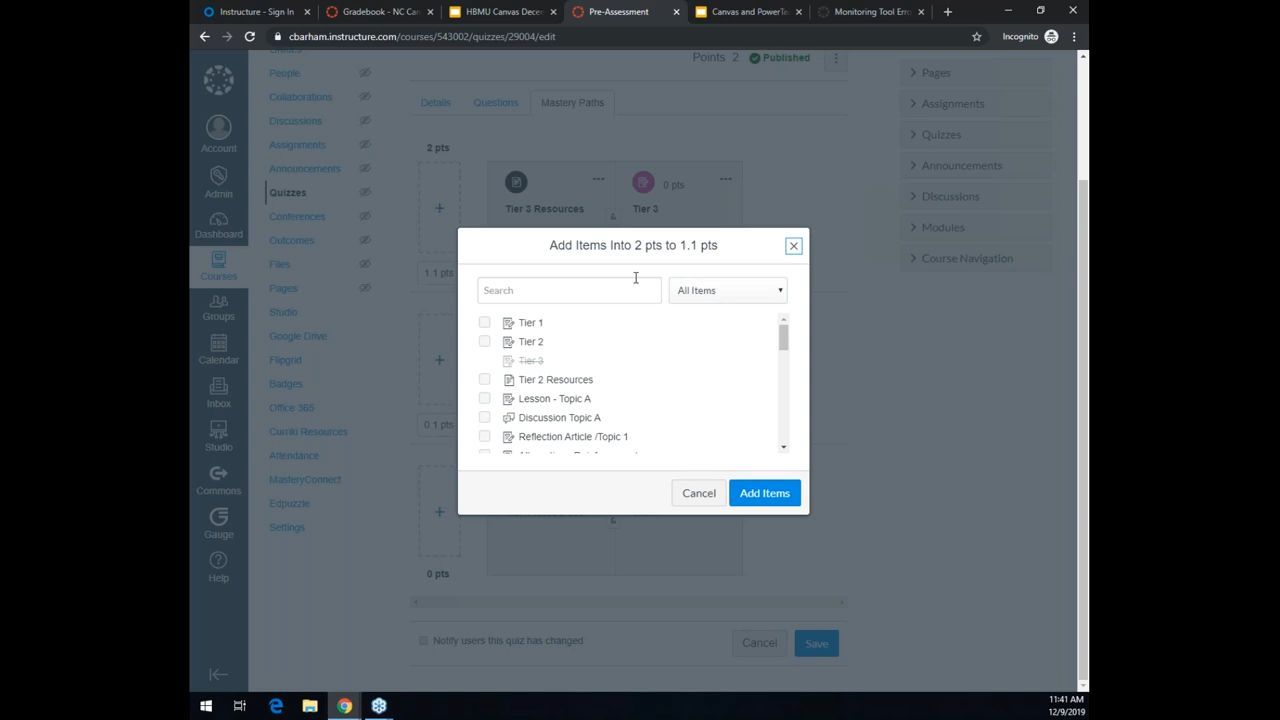 Instructure - Sign In
Gradebook - NC Can
HBMU Canvas Dece
Pre-Assessment
Canvas and PowerTe
Monitoring Tool Erro
cbarham.instructure.com/courses/543002/quizzes/29004/edit
Incognito
Account
Admin
Dashboard
Courses
Groups
Calendar
Inbox
Studio
Commons
Gauge
Help
People
Collaborations
Discussions
Assignments
Announcements
Quizzes
Conferences
Outcomes
Files
Pages
Studio
Google Drive
Flipgrid
Badges
Office 365
Curriki Resources
Attendance
MasteryConnect
Edpuzzle
Settings
Points 2 Published
Details Questions Mastery Paths
2 pts
Tier 3 Resources
&
0 pts
Tier 3
1.1 pts
0.1 pts
&
0 pts
Add Items Into 2 pts to 1.1 pts
Search All Items
Tier 1
Tier 2
Tier 3
Tier 2 Resources
Lesson - Topic A
Discussion Topic A
Reflection Article /Topic 1
Cancel Add Items
Notify users this quiz has changed
Cancel Save
Pages
Assignments
Quizzes
Announcements
Discussions
Modules
Course Navigation
11:41 AM
12/9/2019